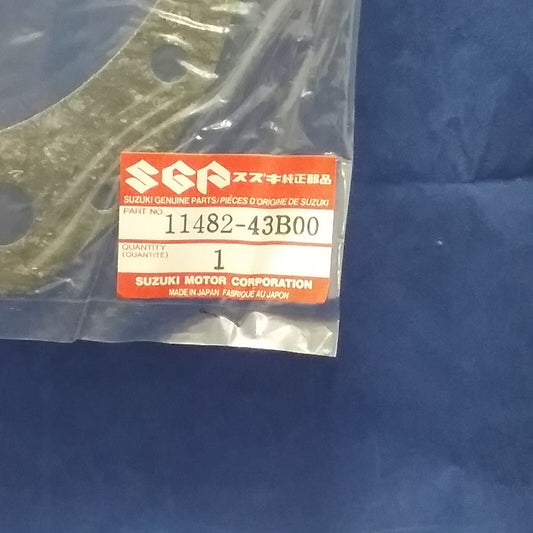 SGP スズキ純正部品
SUZUKI GENUINE PARTS/PIÈCES D'ORIGINE DE SUZUKI
PART NO. 11482-43B00
QUANTITY
(QUANTITÉ) 1
SUZUKI MOTOR CORPORATION
MADE IN JAPAN FABRIQUÉ AU JAPON